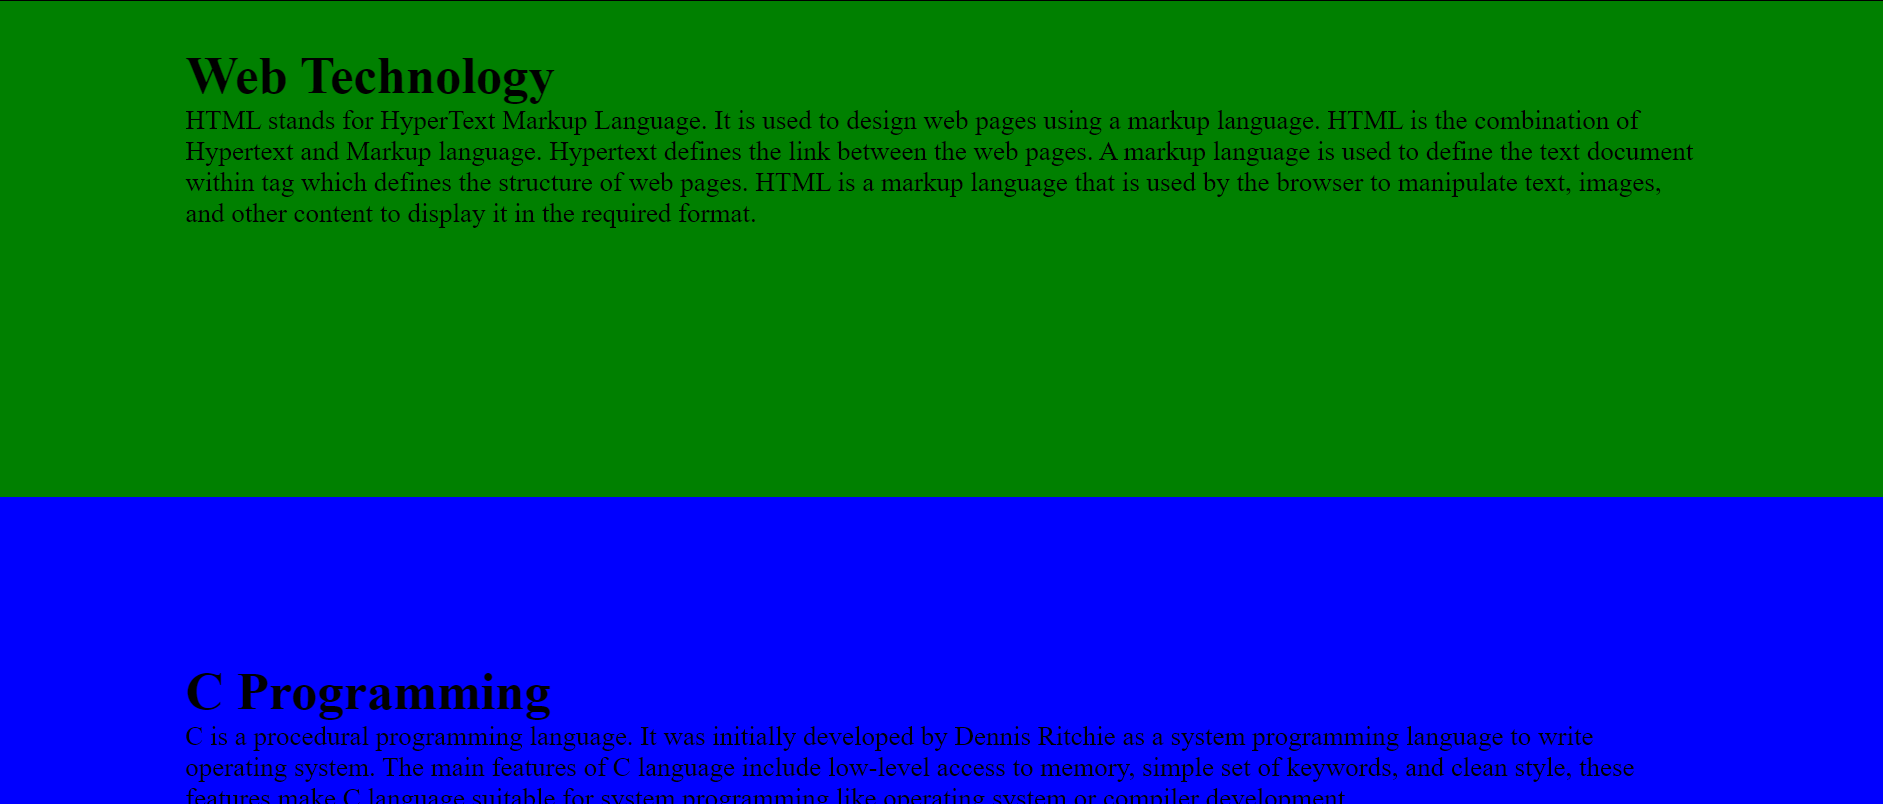 Web Technology
HTML stands for HyperText Markup Language. It is used to design web pages using a markup language. HTML is the combination of
Hypertext and Markup language. Hypertext defines the link between the web pages. A markup language is used to define the text document
within tag which defines the structure of web pages. HTML is a markup language that is used by the browser to manipulate text, images,
and other content to display it in the required format.
C Programming
C is a procedural programming language. It was initially developed by Dennis Ritchie as a system programming language to write
operating system. The main features of C language include low-level access to memory, simple set of keywords, and clean style, these
features make C language suitable for system programming like operating system or compiler development.